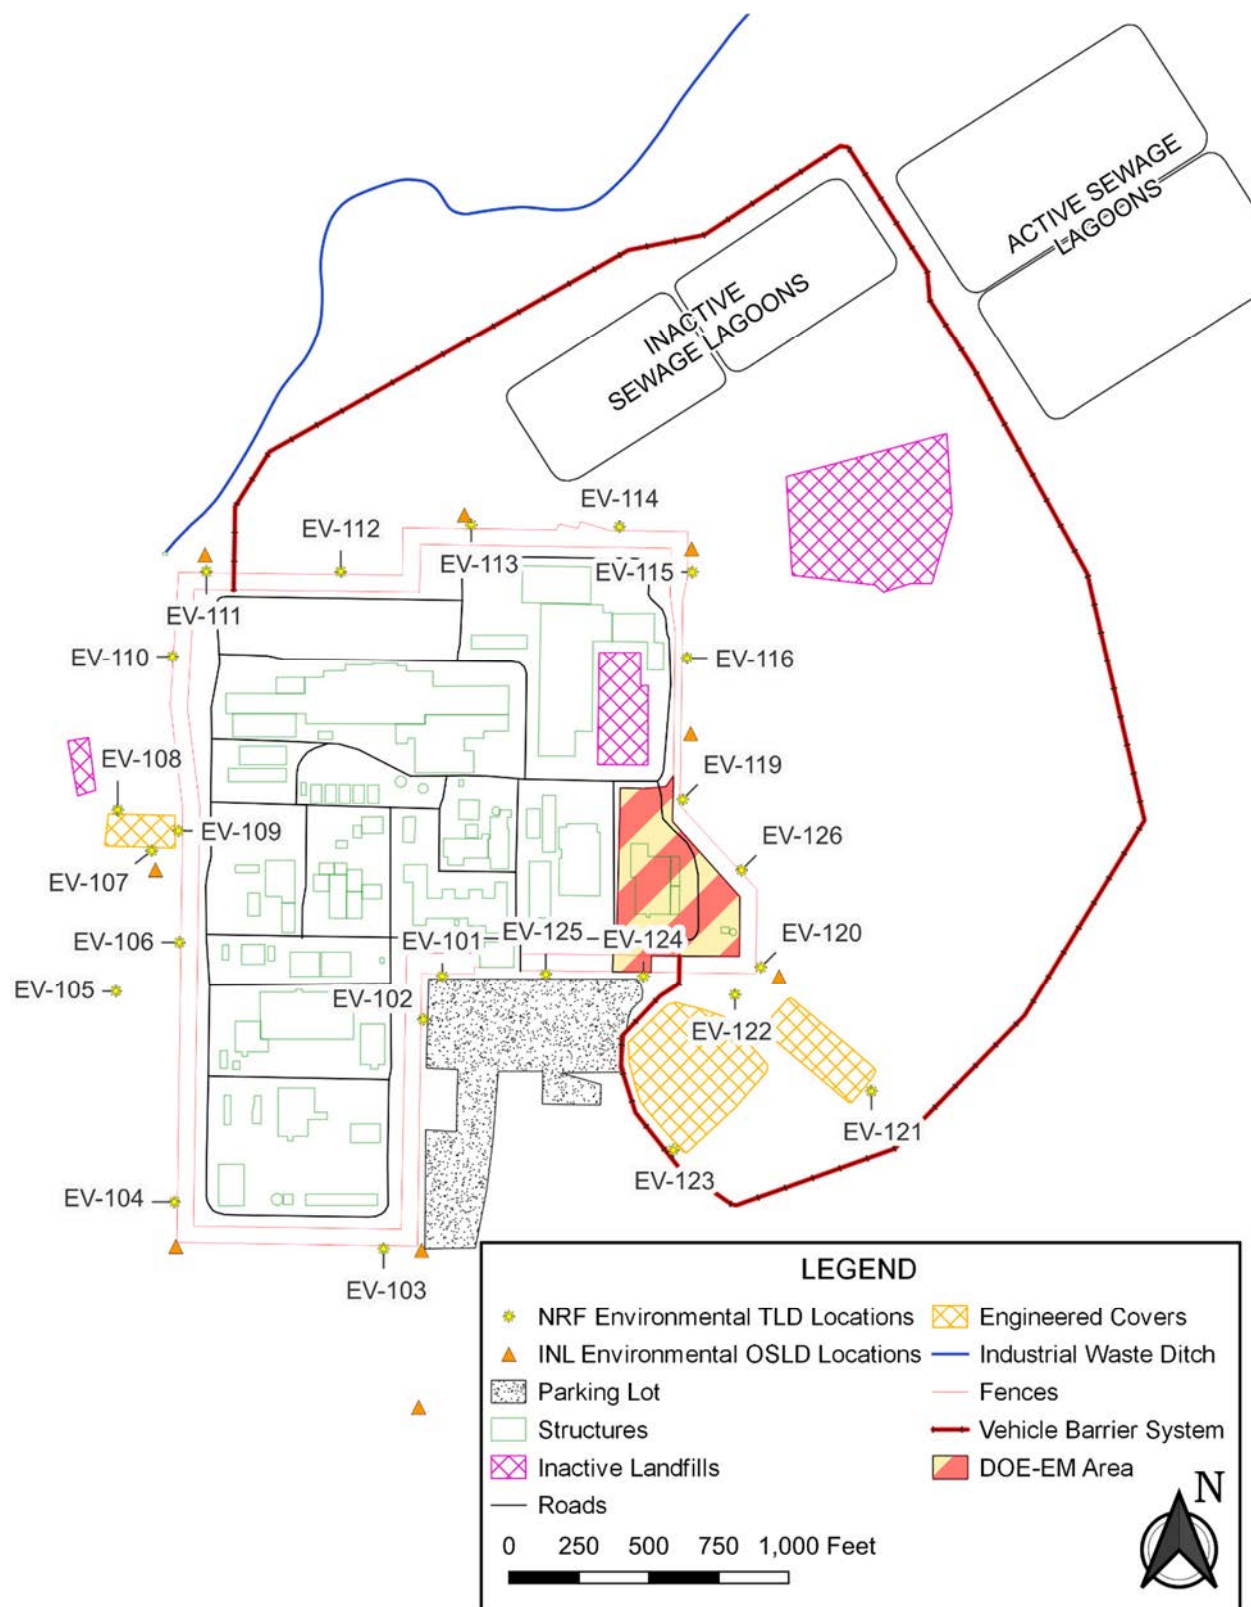 ACTIVE SEWAGE
LAGOONS
INACTIVE
SEWAGE LAGOONS
EV-114
EV-112
EV-113
EV-115
EV-111
EV-110
EV-116
EV-108
EV-119
EV-109
EV-126
EV-107
EV-125
EV-101
EV-124
EV-106
EV-120
EV-105
EV-102
EV-122
EV-121
EV-123
EV-104
EV-103
LEGEND
NRF Environmental TLD Locations
INL Environmental OSLD Locations
Parking Lot
Structures
Inactive Landfills
Roads
Engineered Covers
Industrial Waste Ditch
Fences
Vehicle Barrier System
DOE-EM Area
0 250 500 750 1,000 Feet
N